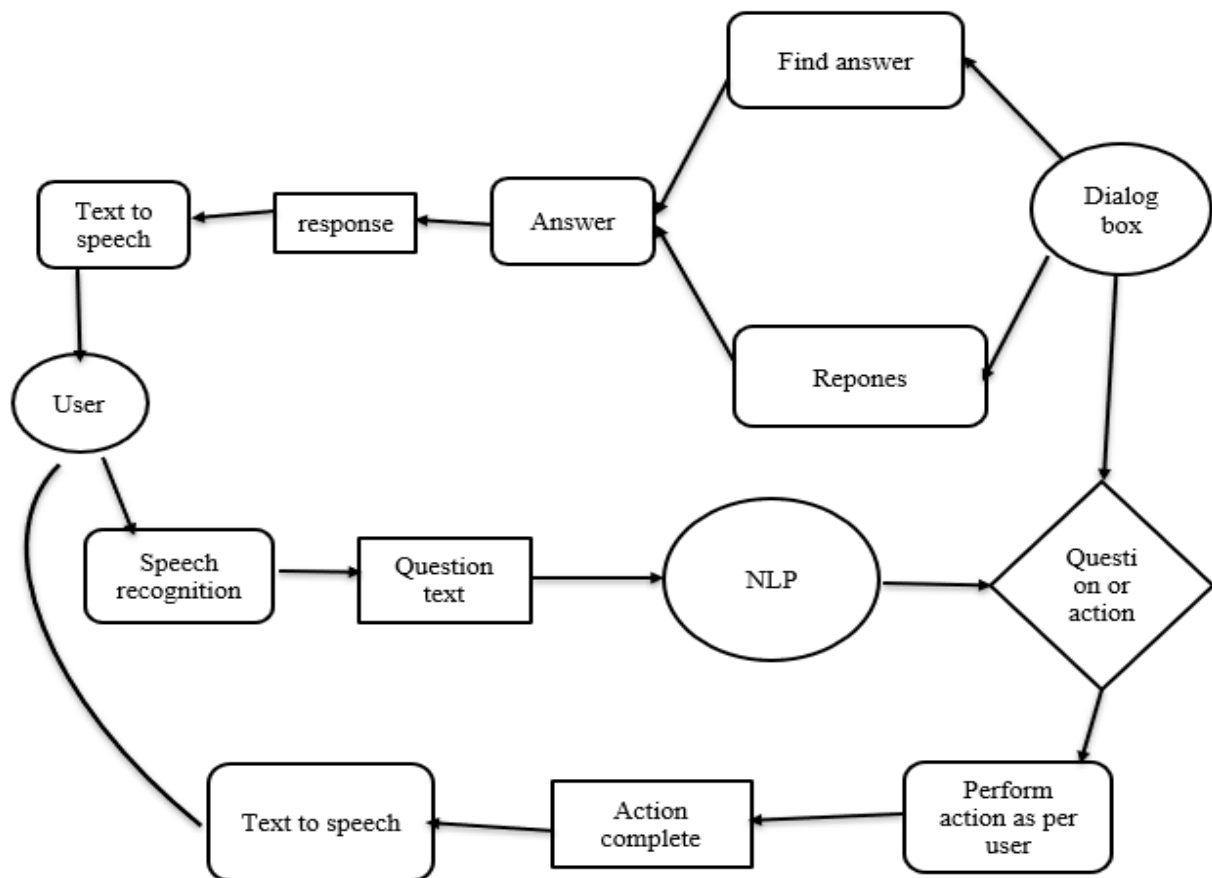 Find answer
Dialog
box
Text to
speech
response
Answer
Repones
User
Speech
recognition
Question
text
NLP
Questi
on or
action
Text to speech
Action
complete
Perform
action as per
user